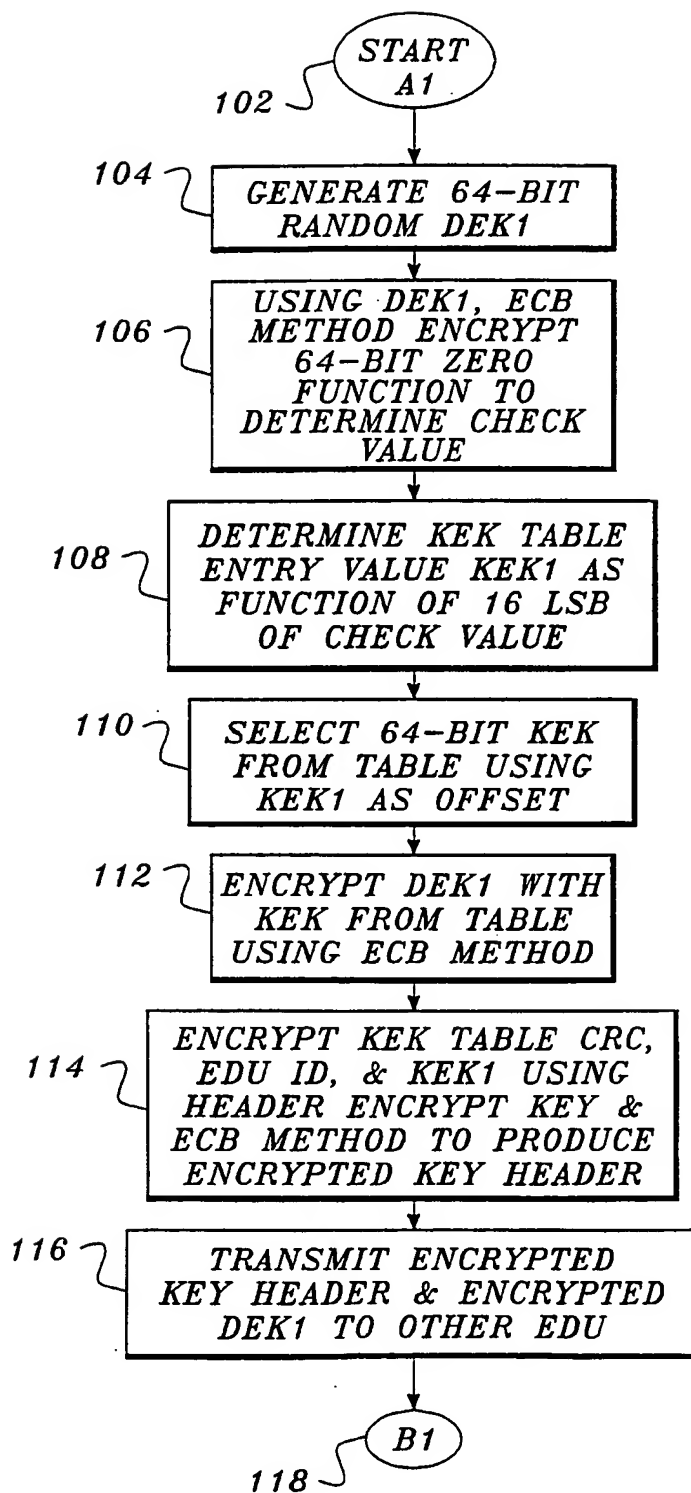 START
A1
102
104
GENERATE 64-BIT
RANDOM DEK1
106
USING DEK1, ECB
METHOD ENCRYPT
64-BIT ZERO
FUNCTION TO
DETERMINE CHECK
VALUE
108
DETERMINE KEK TABLE
ENTRY VALUE KEK1 AS
FUNCTION OF 16 LSB
OF CHECK VALUE
110
SELECT 64-BIT KEK
FROM TABLE USING
KEK1 AS OFFSET
112
ENCRYPT DEK1 WITH
KEK FROM TABLE
USING ECB METHOD
114
ENCRYPT KEK TABLE CRC,
EDU ID, & KEK1 USING
HEADER ENCRYPT KEY &
ECB METHOD TO PRODUCE
ENCRYPTED KEY HEADER
116
TRANSMIT ENCRYPTED
KEY HEADER & ENCRYPTED
DEK1 TO OTHER EDU
B1
118